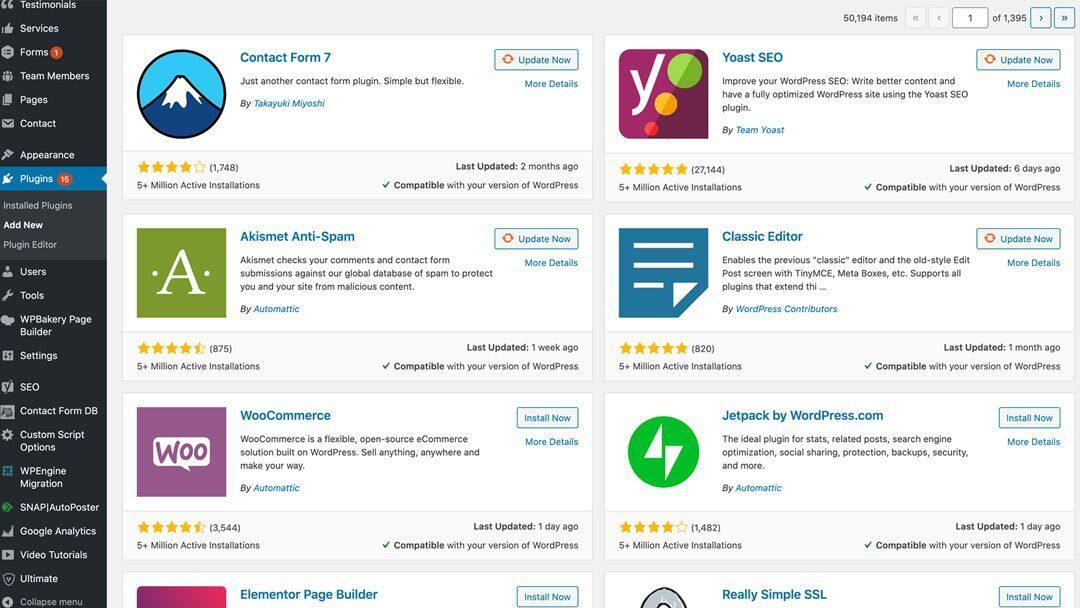 Testimonials
Services
Forms 1
Team Members
Pages
Contact
Appearance
Plugins 15
Installed Plugins
Add New
Plugin Editor
Users
Tools
WPBakery Page
Builder
Settings
SEO
Contact Form DB
Custom Script
Options
WPEngine
Migration
SNAP|AutoPoster
Google Analytics
Video Tutorials
Ultimate
Collapse menu
50,194 items « ‹ 1 of 1,395 › »
Contact Form 7
Update Now
More Details
Just another contact form plugin. Simple but flexible.
By Takayuki Miyoshi
(1,748)
Last Updated: 2 months ago
5+ Million Active Installations
✓ Compatible with your version of WordPress
y
Yoast SEO
Update Now
More Details
Improve your WordPress SEO: Write better content and
have a fully optimized WordPress site using the Yoast SEO
plugin.
By Team Yoast
(27,144)
Last Updated: 6 days ago
5+ Million Active Installations
✓ Compatible with your version of WordPress
·A·
Akismet Anti-Spam
Update Now
More Details
Akismet checks your comments and contact form
submissions against our global database of spam to protect
you and your site from malicious content.
By Automattic
(875)
Last Updated: 1 week ago
5+ Million Active Installations
✓ Compatible with your version of WordPress
Classic Editor
Update Now
More Details
Enables the previous "classic" editor and the old-style Edit
Post screen with TinyMCE, Meta Boxes, etc. Supports all
plugins that extend thi ...
By WordPress Contributors
(820)
Last Updated: 1 month ago
5+ Million Active Installations
✓ Compatible with your version of WordPress
Woo
WooCommerce
Install Now
More Details
WooCommerce is a flexible, open-source eCommerce
solution built on WordPress. Sell anything, anywhere and
make your way.
By Automattic
(3,544)
Last Updated: 1 day ago
5+ Million Active Installations
✓ Compatible with your version of WordPress
Jetpack by WordPress.com
Install Now
More Details
The ideal plugin for stats, related posts, search engine
optimization, social sharing, protection, backups, security,
and more.
By Automattic
(1,482)
Last Updated: 1 day ago
5+ Million Active Installations
✓ Compatible with your version of WordPress
Elementor Page Builder
Install Now
Really Simple SSL
Install Now